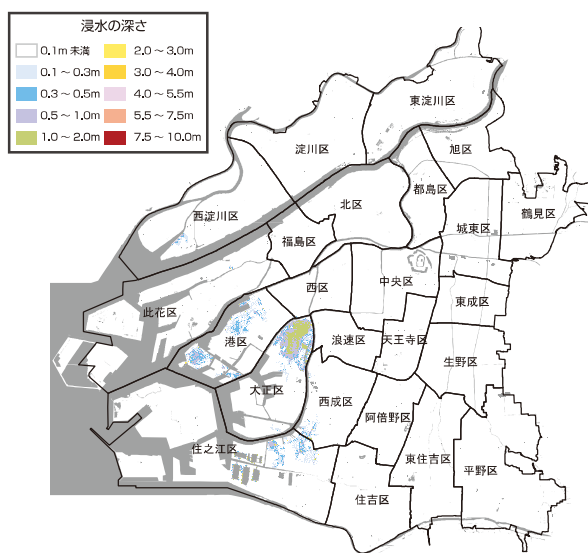 浸水の深さ
0.1m 未満
0.1～0.3m
0.3～0.5m
0.5～1.0m
1.0～2.0m
2.0～3.0m
3.0～4.0m
4.0～5.5m
5.5～7.5m
7.5～10.0m
東淀川区
淀川区
旭区
都島区
北区
鶴見区
西淀川区
城東区
福島区
西区
中央区
東成区
此花区
港区
浪速区
天王寺区
生野区
大正区
西成区
阿倍野区
住之江区
東住吉区
平野区
住吉区